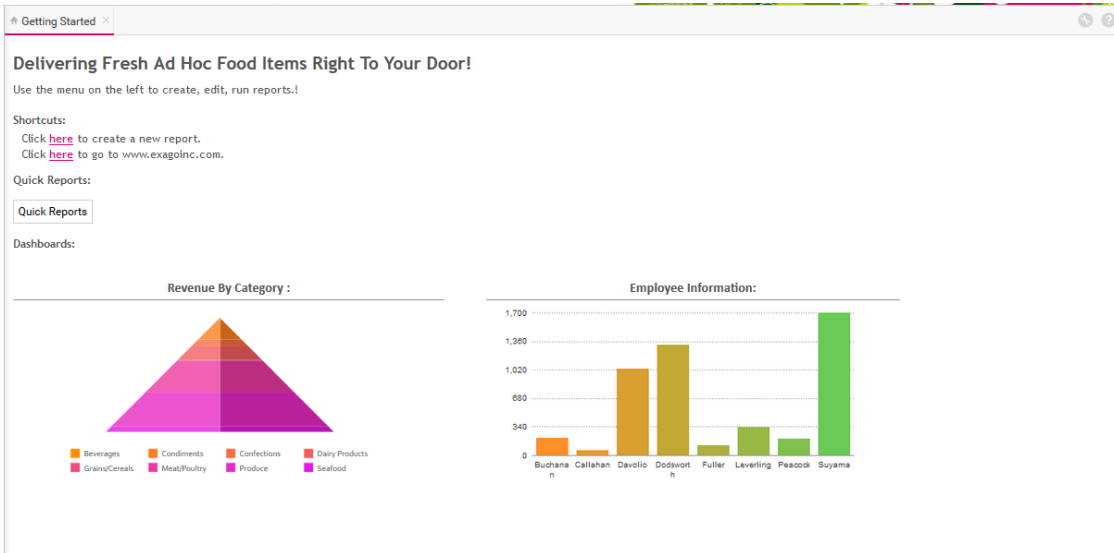 Getting Started
Delivering Fresh Ad Hoc Food Items Right To Your Door!
Use the menu on the left to create, edit, run reports.!
Shortcuts:
Click here to create a new report.
Click here to go to www.exagoinc.com.
Quick Reports:
Quick Reports
Dashboards:
Revenue By Category :
Beverages Condiments Confections Dairy Products
Grains/Cereals Meat/Poultry Produce Seafood
Employee Information:
1,700
1,360
1,020
680
340
0
Buchana Callahan Davolio Dodswort Fuller Leverling Peacock Suyama
n h